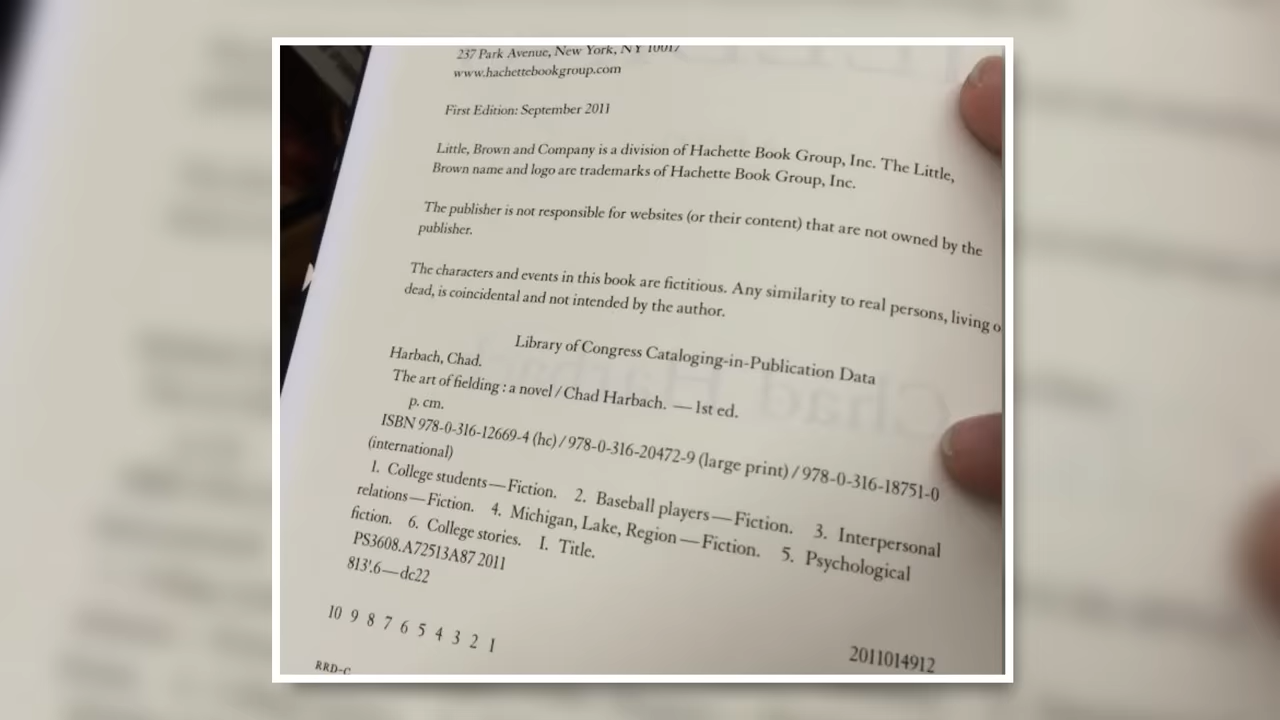 237 Park Avenue, New York, NY 10017
www.hachettebookgroup.com
First Edition: September 2011
Little, Brown and Company is a division of Hachette Book Group, Inc. The Little,
Brown name and logo are trademarks of Hachette Book Group, Inc.
The publisher is not responsible for websites (or their content) that are not owned by the
publisher.
The characters and events in this book are fictitious. Any similarity to real persons, living o
dead, is coincidental and not intended by the author.
Library of Congress Cataloging-in-Publication Data
Harbach, Chad.
The art of fielding : a novel / Chad Harbach. — 1st ed.
p. cm.
ISBN 978-0-316-12669-4 (hc) / 978-0-316-20472-9 (large print) / 978-0-316-18751-0
(international)
1. College students—Fiction. 2. Baseball players—Fiction. 3. Interpersonal
relations—Fiction. 4. Michigan, Lake, Region—Fiction. 5. Psychological
fiction. 6. College stories. I. Title.
PS3608.A72513A87 2011
813'.6—dc22
10 9 8 7 6 5 4 3 2 1
2011014912
RRD-C